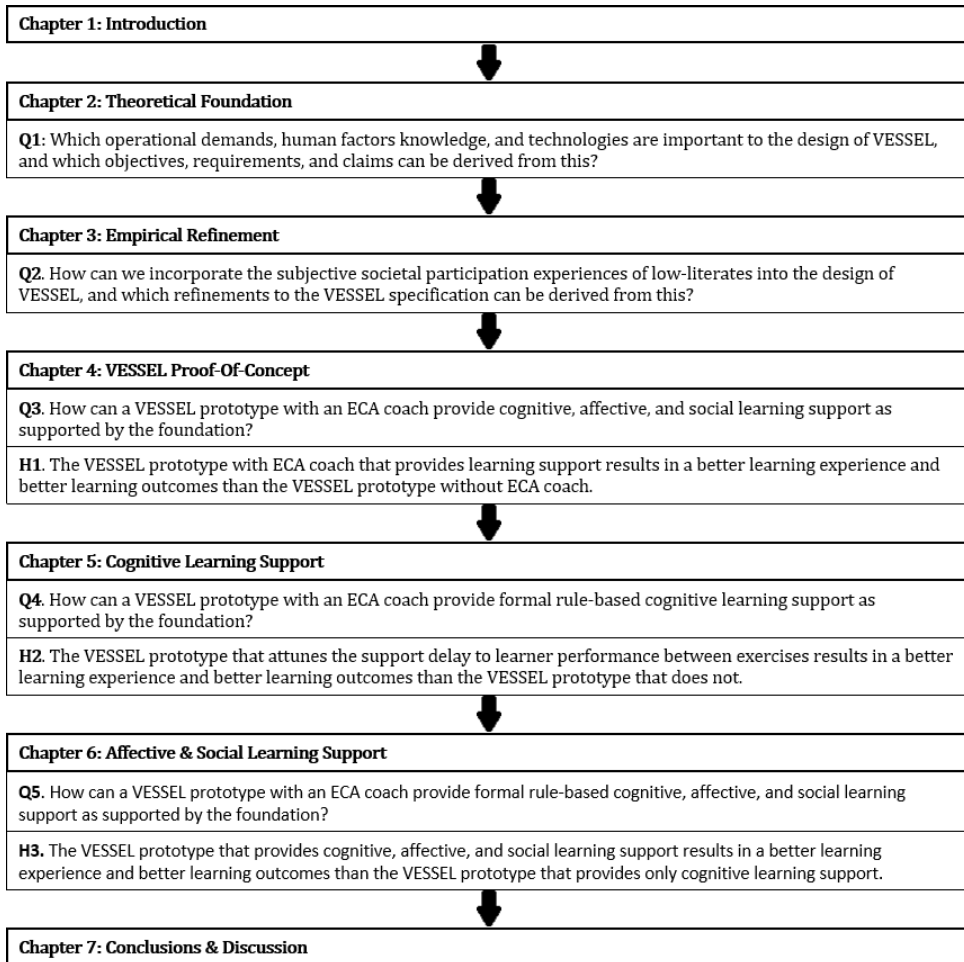 Chapter 1: Introduction
Chapter 2: Theoretical Foundation
Q1: Which operational demands, human factors knowledge, and technologies are important to the design of VESSEL,
and which objectives, requirements, and claims can be derived from this?
Chapter 3: Empirical Refinement
Q2. How can we incorporate the subjective societal participation experiences of low-literates into the design of
VESSEL, and which refinements to the VESSEL specification can be derived from this?
Chapter 4: VESSEL Proof-Of-Concept
Q3. How can a VESSEL prototype with an ECA coach provide cognitive, affective, and social learning support as
supported by the foundation?
H1. The VESSEL prototype with ECA coach that provides learning support results in a better learning experience and
better learning outcomes than the VESSEL prototype without ECA coach.
Chapter 5: Cognitive Learning Support
Q4. How can a VESSEL prototype with an ECA coach provide formal rule-based cognitive learning support as
supported by the foundation?
H2. The VESSEL prototype that attunes the support delay to learner performance between exercises results in a better
learning experience and better learning outcomes than the VESSEL prototype that does not.
Chapter 6: Affective & Social Learning Support
Q5. How can a VESSEL prototype with an ECA coach provide formal rule-based cognitive, affective, and social learning
support as supported by the foundation?
H3. The VESSEL prototype that provides cognitive, affective, and social learning support results in a better learning
experience and better learning outcomes than the VESSEL prototype that provides only cognitive learning support.
Chapter 7: Conclusions & Discussion